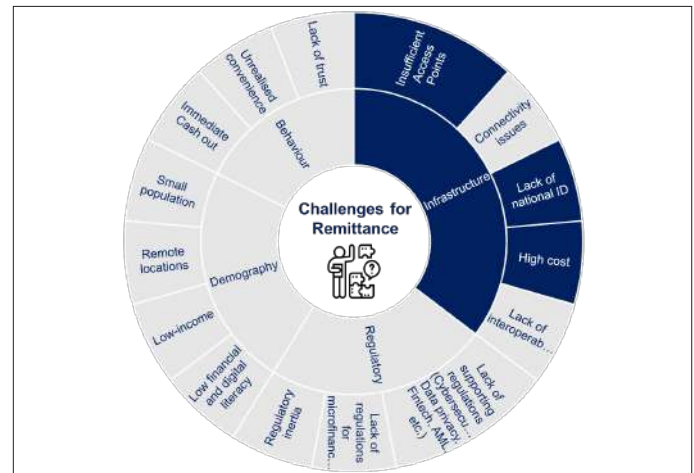 Challenges for
Remittance
Infrastructure
Insufficient
Access
Points
Connectivity
issues
Lack of
national ID
High cost
Lack of
interoperab...
Regulatory
Lack of
supporting
regulations
(Cybersecu...
Data privacy,
Fintech, AML,
etc.)
Lack of
regulations
for
microfinanc...
Regulatory
inertia
Demography
Low financial
and digital
literacy
Low-income
Remote
locations
Small
population
Behaviour
Immediate
Cash out
Unrealised
convenience
Lack of trust